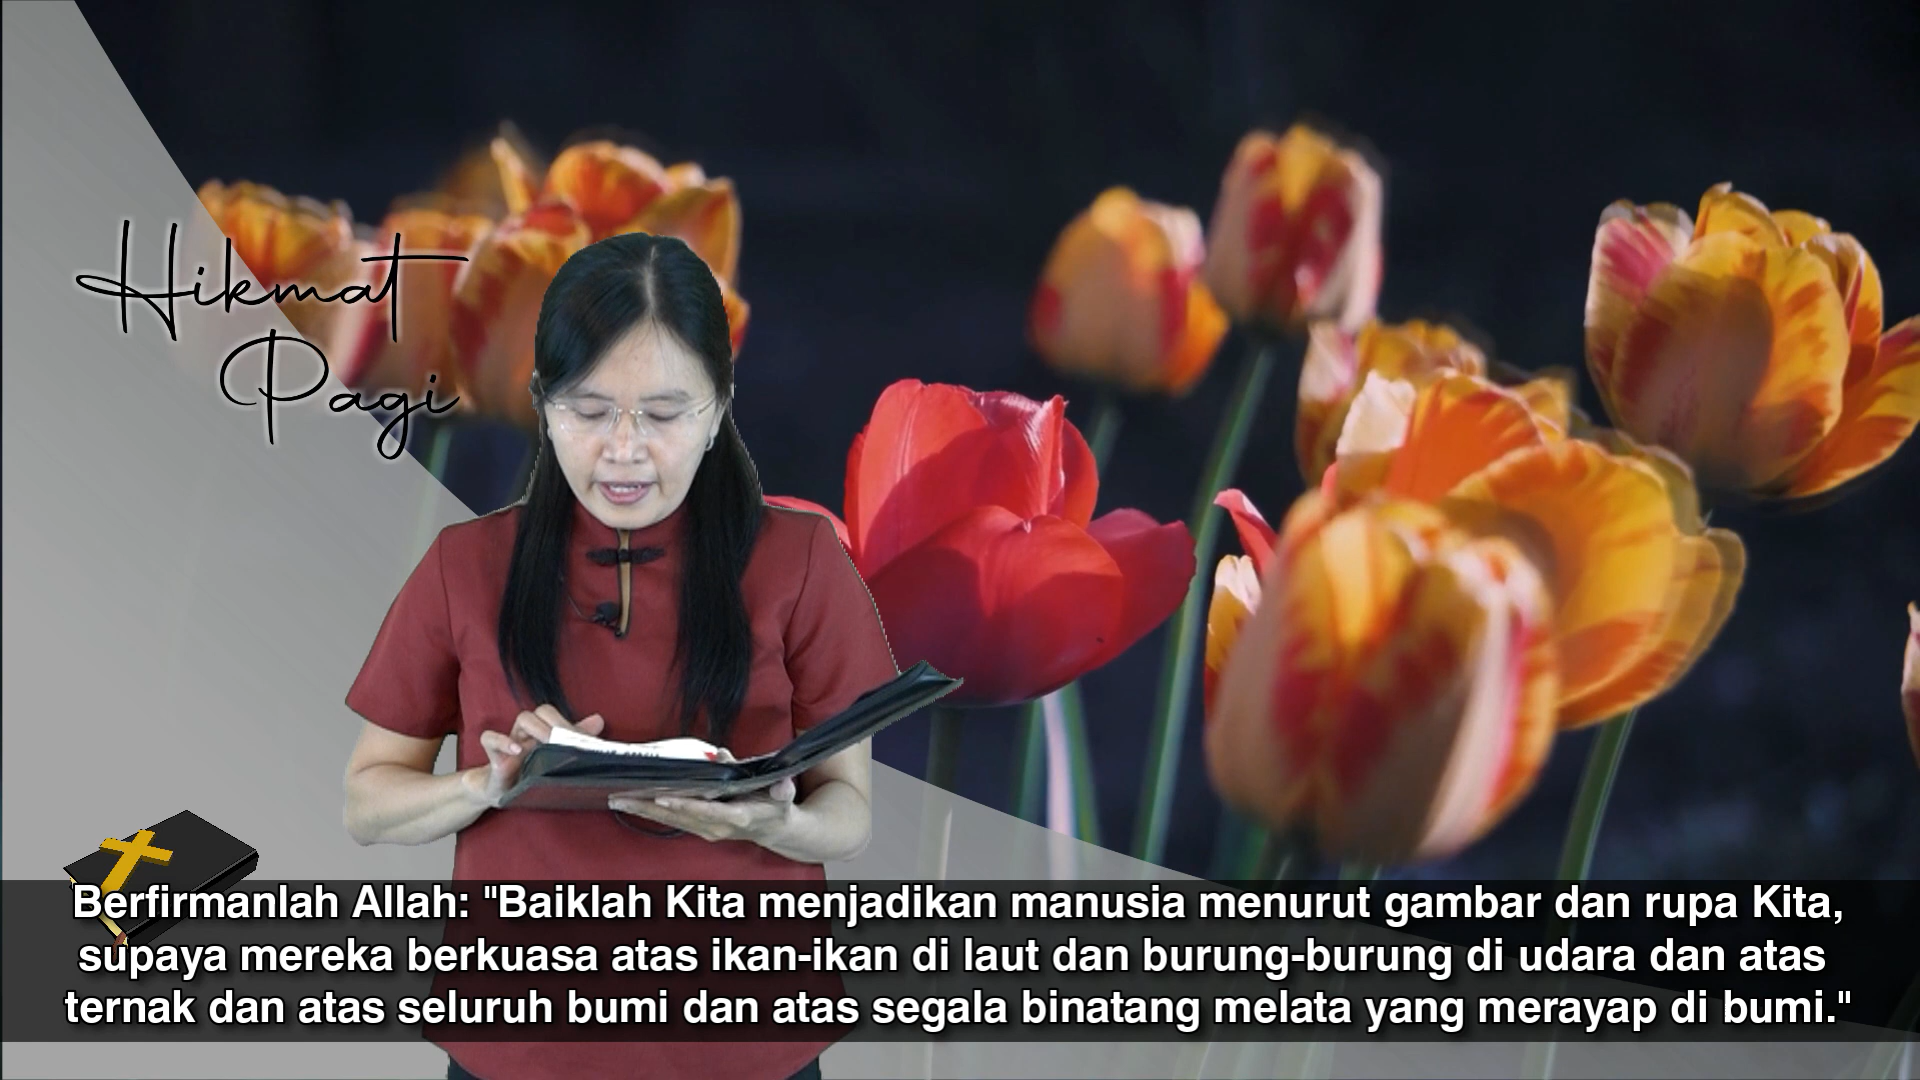 Hikmat
Pagi
Berfirmanlah Allah: "Baiklah Kita menjadikan manusia menurut gambar dan rupa Kita,
supaya mereka berkuasa atas ikan-ikan di laut dan burung-burung di udara dan atas
ternak dan atas seluruh bumi dan atas segala binatang melata yang merayap di bumi."